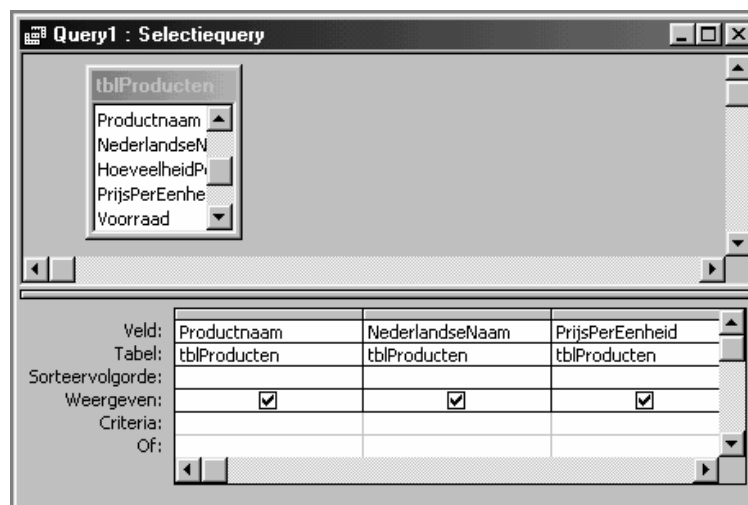 Query1 : Selectiequery
tblProducten
Productnaam
NederlandseN
HoeveelheidP
PrijsPerEenhe
Voorraad
Veld: Productnaam NederlandseNaam PrijsPerEenheid
Tabel: tblProducten tblProducten tblProducten
Sorteervolgorde:
Weergeven:
Criteria:
Of: